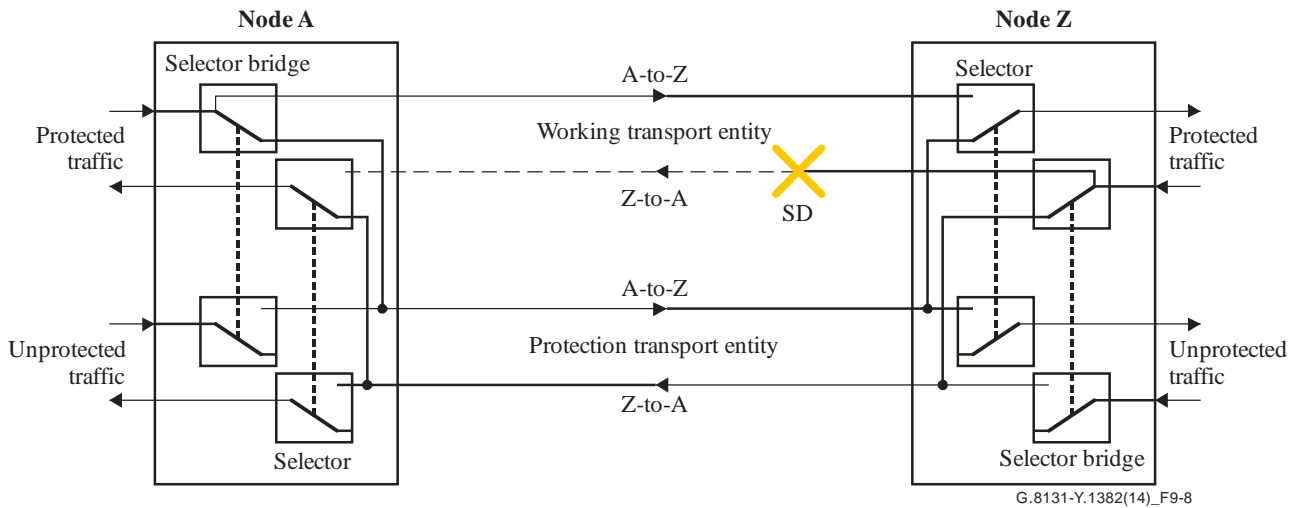 Node A
Node Z
Selector bridge
Selector
A-to-Z
Protected
traffic
Working transport entity
Protected
traffic
Z-to-A
SD
A-to-Z
Unprotected
traffic
Protection transport entity
Unprotected
traffic
Z-to-A
Selector
Selector bridge
G.8131-Y.1382(14)_F9-8